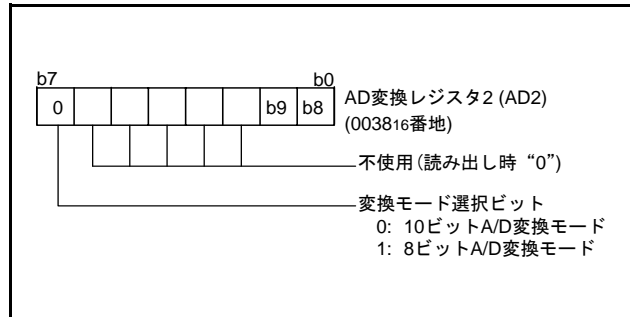 b7 b0
0 b9 b8
AD変換レジスタ2 (AD2)
(003816番地)
不使用(読み出し時 “0”)
変換モード選択ビット
0: 10ビットA/D変換モード
1: 8ビットA/D変換モード